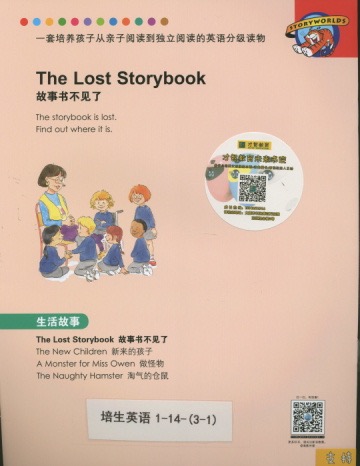 STORYWORLDS
一套培养孩子从亲子阅读到独立阅读的英语分级读物
The Lost Storybook
故事书不见了
The storybook is lost.
Find out where it is.
生活故事
The Lost Storybook 故事书不见了
The New Children 新来的孩子
A Monster for Miss Owen 做怪物
The Naughty Hamster 淘气的仓鼠
培生英语 1-14-(3-1)